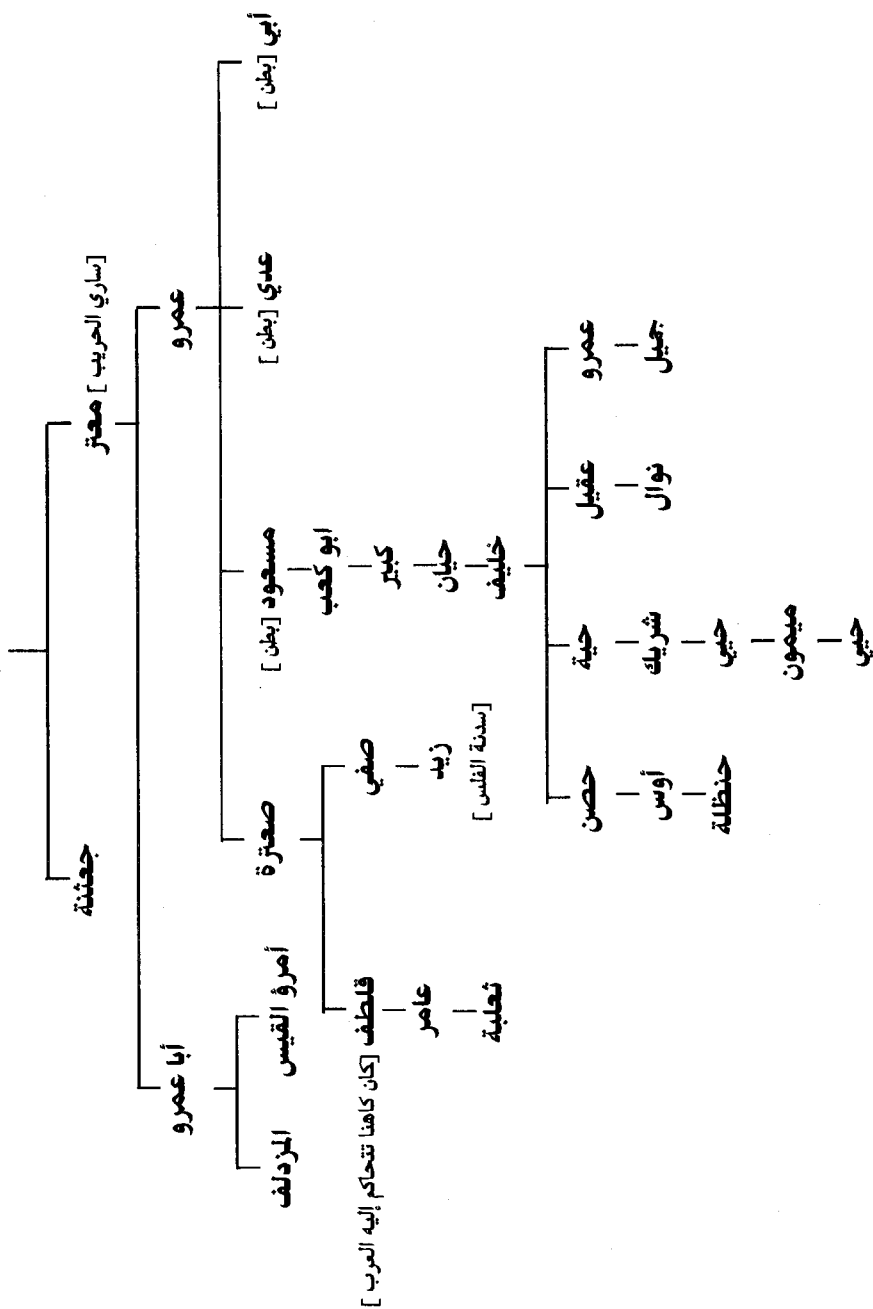 جعثنة
معتر [ساري الحريب]
أبا عمرو
عمرو
المزدلف
أمرؤ القيس
صعترة
مسعود [بطن]
عدي [بطن]
أبي [بطن]
قلطف [كان كاهنا تتحاكم إليه العرب]
صفي
ابو كعب
عامر
زيد
كبير
ثعلبة
[سدنة الفلس]
حيان
خليف
حصن
حية
عقيل
عمرو
أوس
شريك
نوال
جميل
حنظلة
حيي
ميمون
حيي